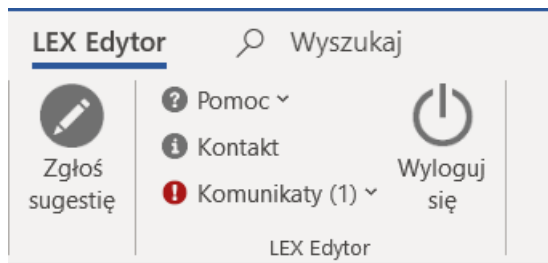 LEX Edytor
Wyszukaj
Zgłoś
sugestię
Pomoc
Kontakt
Komunikaty (1)
Wyloguj
się
LEX Edytor